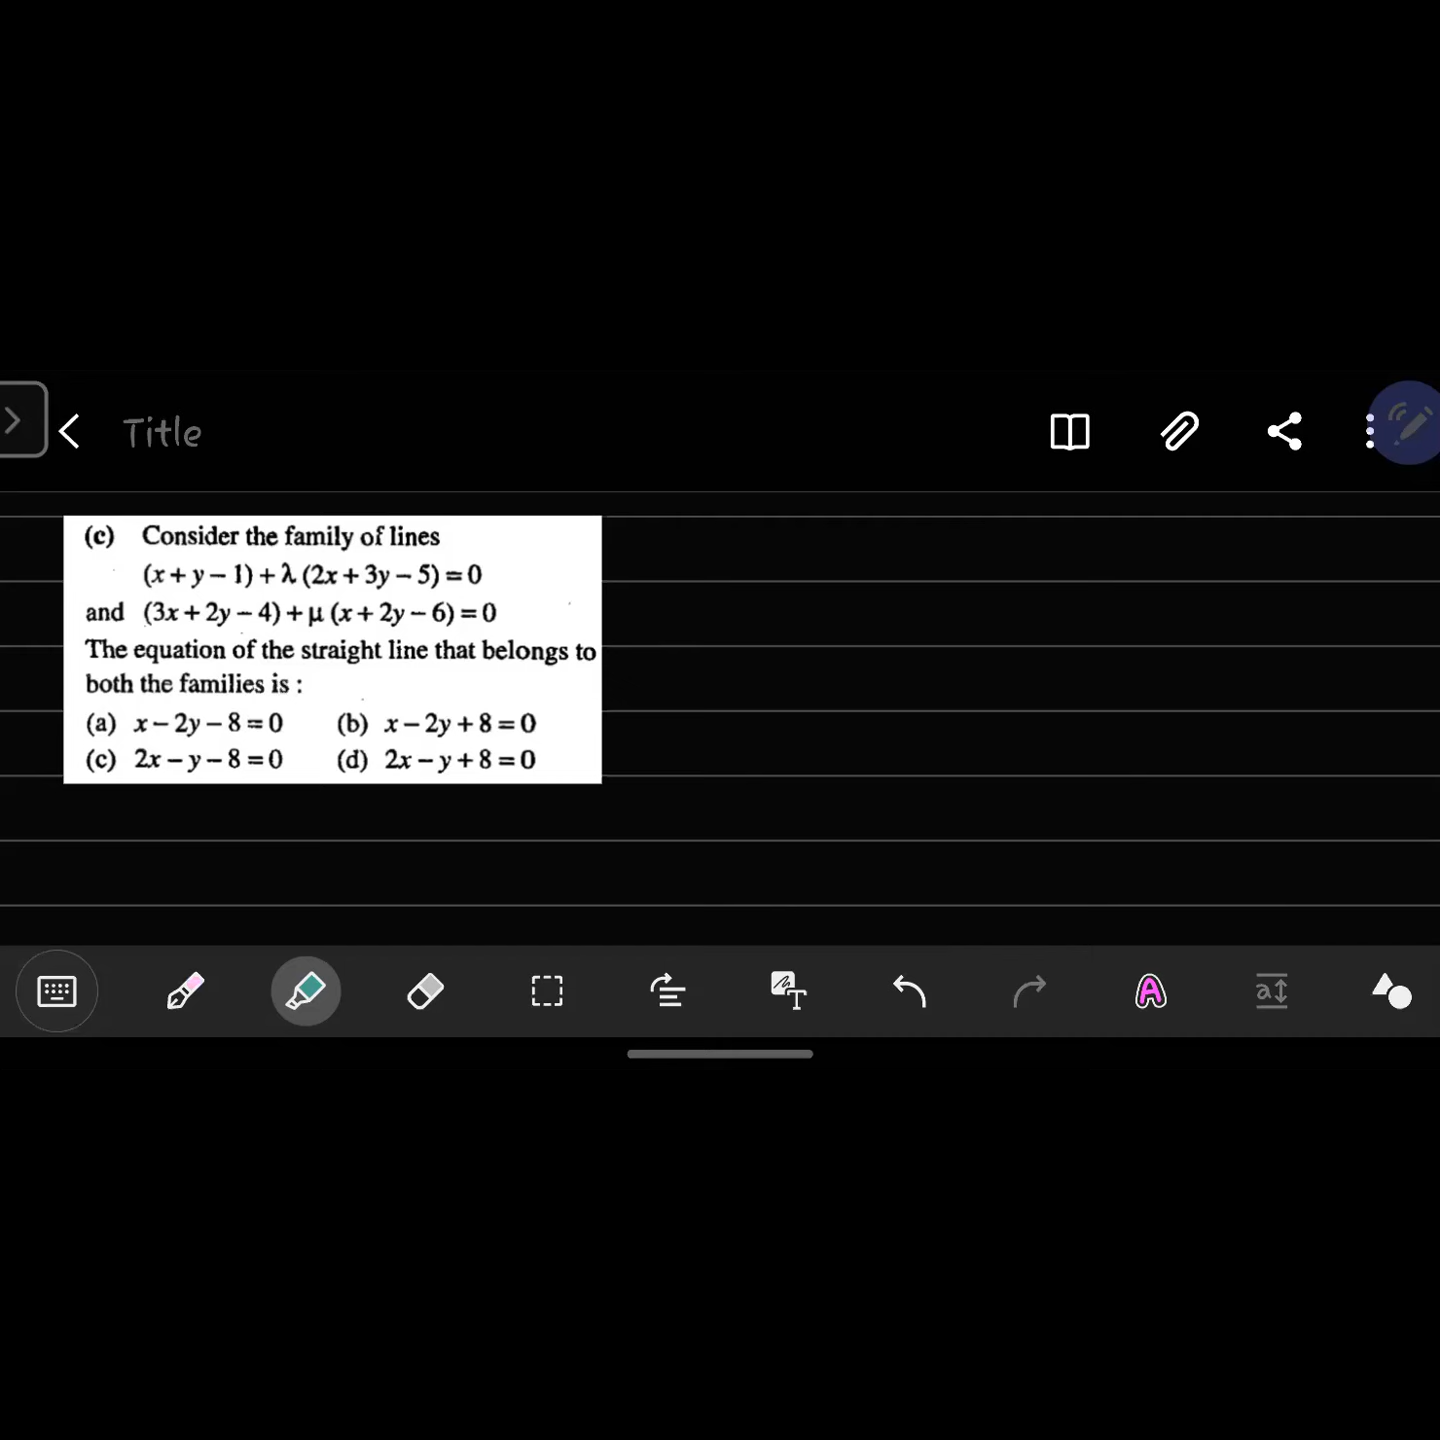 Title
(c) Consider the family of lines
(x + y − 1) + λ (2x + 3y − 5) = 0
and (3x + 2y − 4) + μ (x + 2y − 6) = 0
The equation of the straight line that belongs to
both the families is :
(a) x − 2y − 8 = 0 (b) x − 2y + 8 = 0
(c) 2x − y − 8 = 0 (d) 2x − y + 8 = 0
T A a